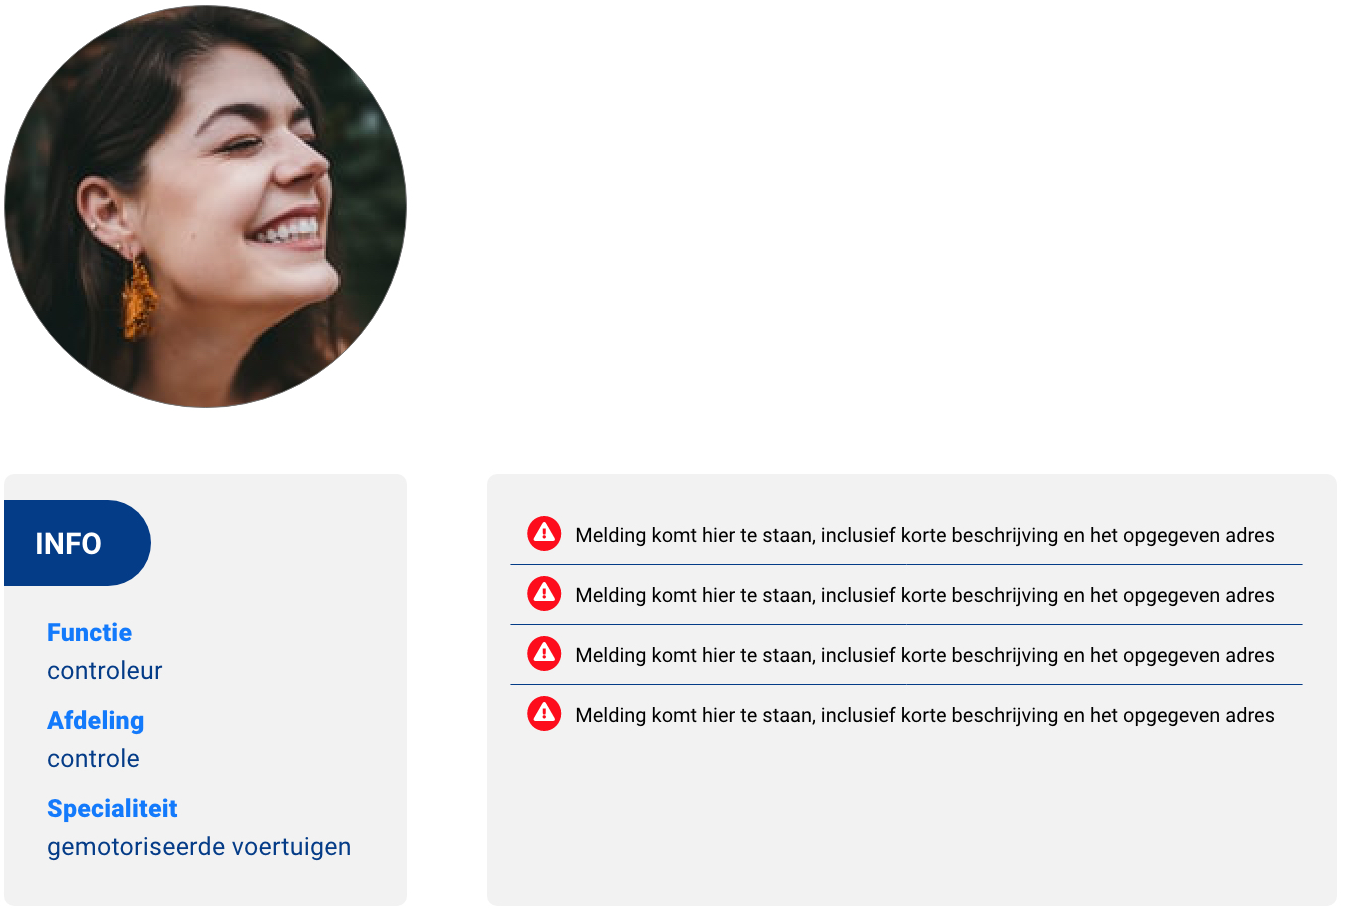 INFO
Functie
controleur
Afdeling
controle
Specialiteit
gemotoriseerde voertuigen
Melding komt hier te staan, inclusief korte beschrijving en het opgegeven adres
Melding komt hier te staan, inclusief korte beschrijving en het opgegeven adres
Melding komt hier te staan, inclusief korte beschrijving en het opgegeven adres
Melding komt hier te staan, inclusief korte beschrijving en het opgegeven adres